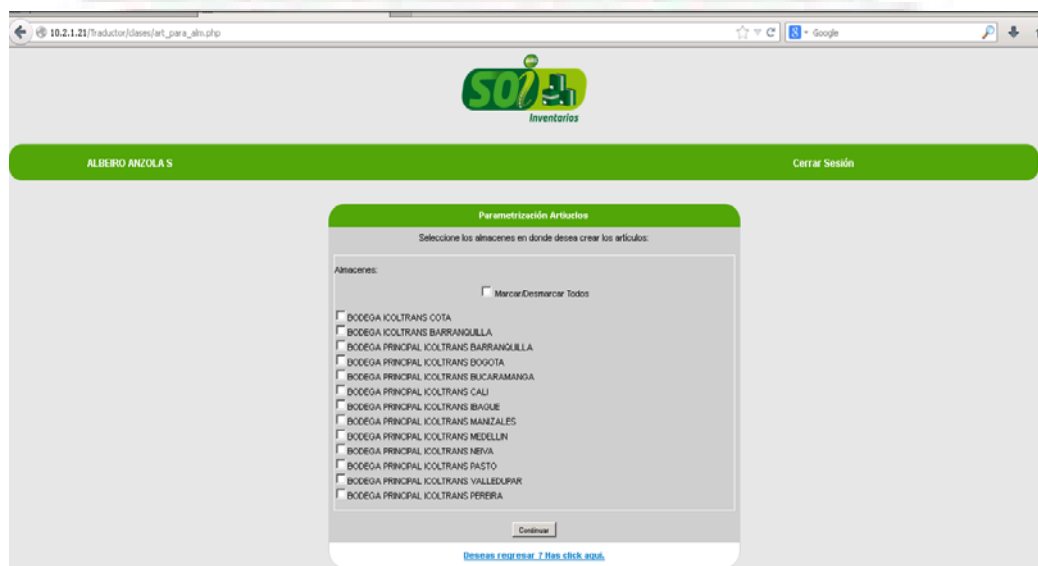 10.2.1.21/Traductor/clases/art_para_alm.php
Google
SOi
Inventarios
ALBEIRO ANZOLA S
Cerrar Sesión
Parametrización Artiuclos
Seleccione los almacenes en donde desea crear los artículos:
Almacenes:
Marcar/Desmarcar Todos
BODEGA ICOLTRANS COTA
BODEGA ICOLTRANS BARRANQUILLA
BODEGA PRINCIPAL ICOLTRANS BARRANQUILLA
BODEGA PRINCIPAL ICOLTRANS BOGOTA
BODEGA PRINCIPAL ICOLTRANS BUCARAMANGA
BODEGA PRINCIPAL ICOLTRANS CALI
BODEGA PRINCIPAL ICOLTRANS IBAGUE
BODEGA PRINCIPAL ICOLTRANS MANIZALES
BODEGA PRINCIPAL ICOLTRANS MEDELLIN
BODEGA PRINCIPAL ICOLTRANS NEIVA
BODEGA PRINCIPAL ICOLTRANS PASTO
BODEGA PRINCIPAL ICOLTRANS VALLEDUPAR
BODEGA PRINCIPAL ICOLTRANS PEREIRA
Continuar
Deseas regresar ? Has click aqui.